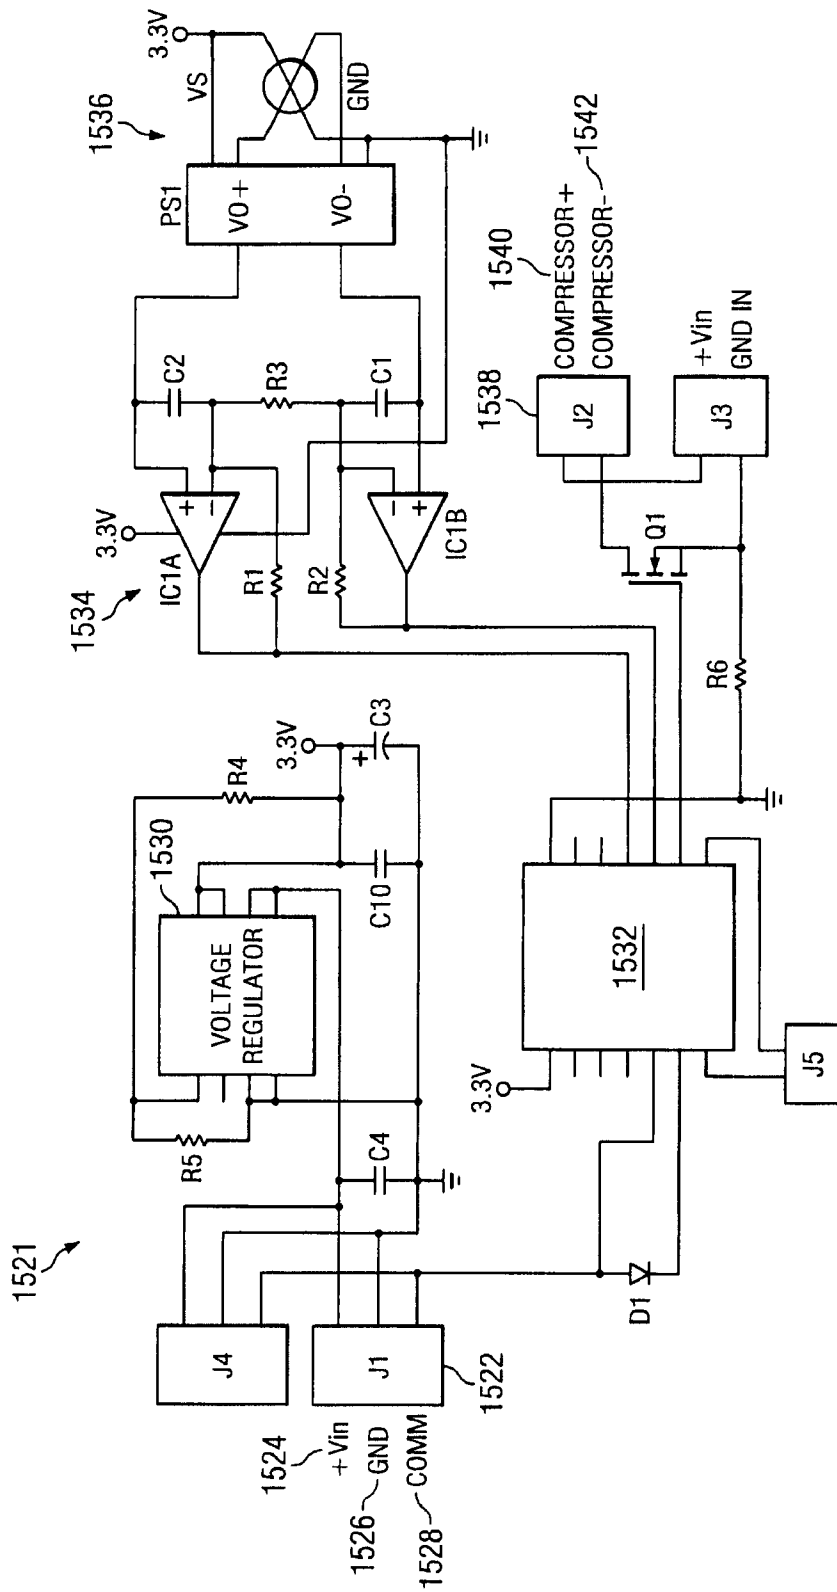 1521
1524
+Vin
1526
GND
1528
COMM
1522
J4
J1
R5
C4
VOLTAGE
REGULATOR
1530
R4
3.3V
+
C3
C10
D1
3.3V
1532
J5
1534
3.3V
IC1A
+
−
R1
R2
IC1B
−
+
C2
R3
C1
1536
PS1
VO+
VO-
VS
3.3V
GND
R6
Q1
1538
J2
J3
1540
COMPRESSOR+
COMPRESSOR-
1542
+Vin
GND IN